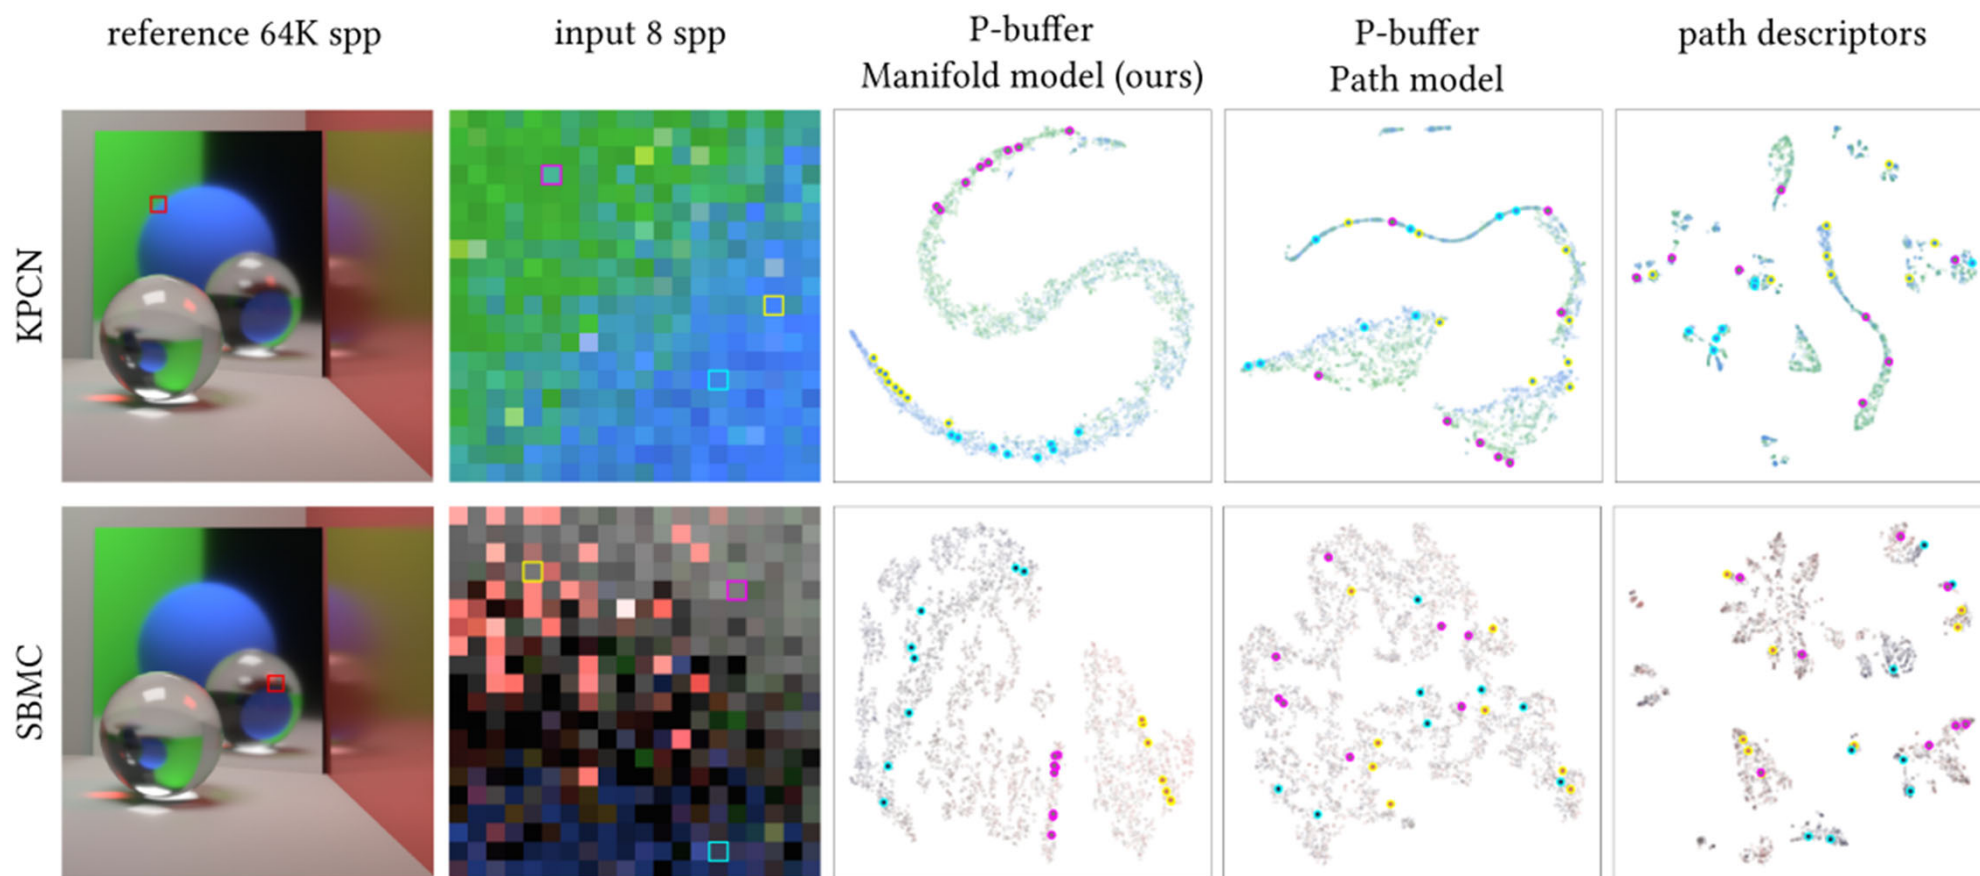 reference 64K spp
input 8 spp
P-buffer
Manifold model (ours)
P-buffer
Path model
path descriptors
KPCN
SBMC